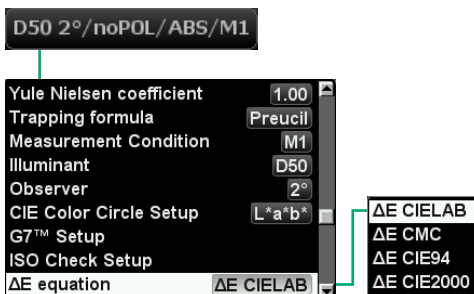 D50 2°/noPOL/ABS/M1
Yule Nielsen coefficient 1.00
Trapping formula Preucil
Measurement Condition M1
Illuminant D50
Observer 2°
CIE Color Circle Setup L*a*b*
G7™ Setup
ISO Check Setup
ΔE equation ΔE CIELAB
ΔE CIELAB
ΔE CMC
ΔE CIE94
ΔE CIE2000